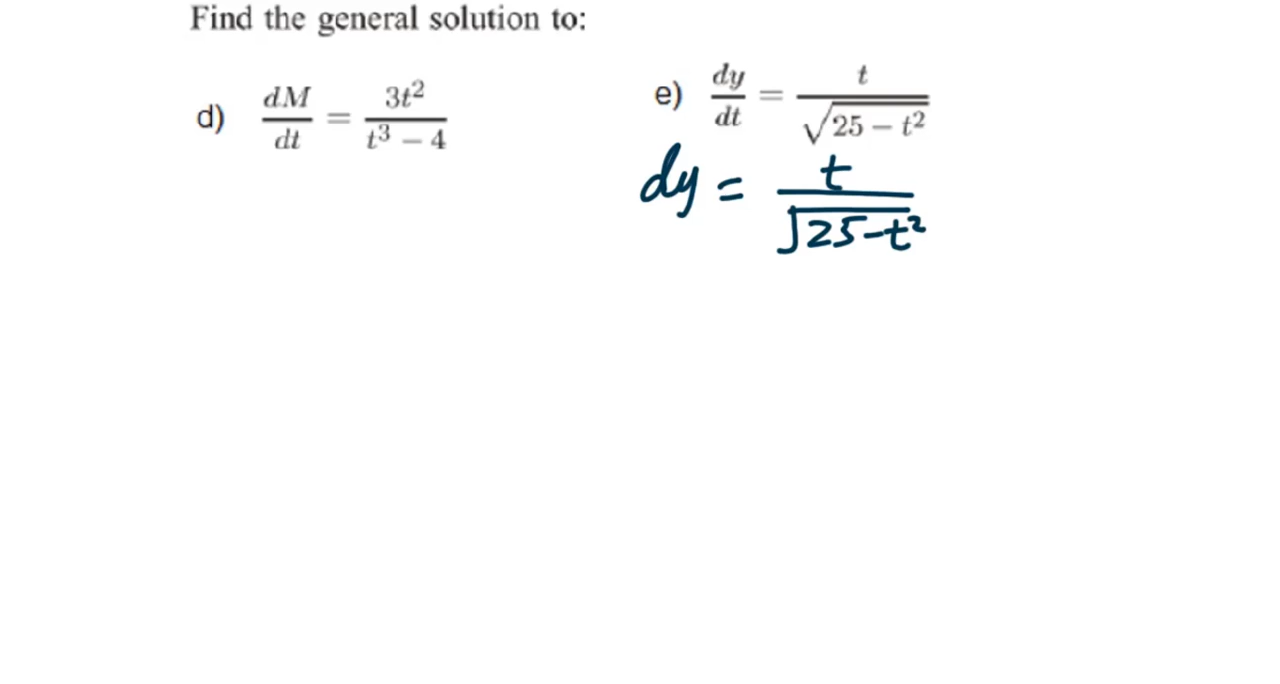 Find the general solution to:
d) dM/dt = 3t²/(t³ − 4)
e) dy/dt = t/√(25 − t²)
dy = t/√(25-t²)